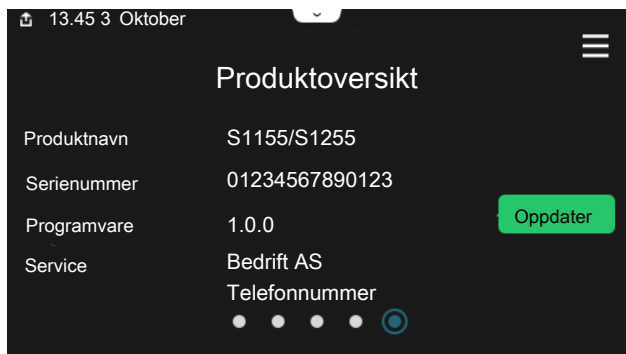 13.45 3 Oktober
Produktoversikt
Produktnavn S1155/S1255
Serienummer 01234567890123
Programvare 1.0.0 Oppdater
Service Bedrift AS
Telefonnummer